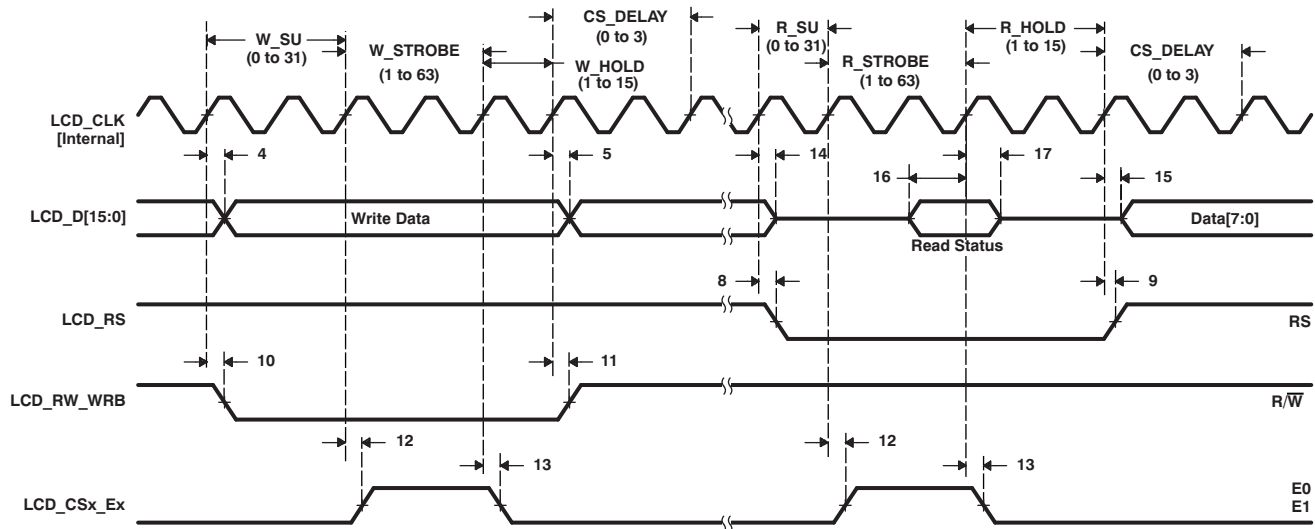 CS_DELAY
(0 to 3)
W_SU
(0 to 31)
W_STROBE
(1 to 63)
W_HOLD
(1 to 15)
R_SU
(0 to 31)
R_STROBE
(1 to 63)
R_HOLD
(1 to 15)
CS_DELAY
(0 to 3)
LCD_CLK
[Internal]
4
5
14
16
17
15
LCD_D[15:0]
Write Data
Read Status
Data[7:0]
8
9
LCD_RS
RS
10
11
LCD_RW_WRB
R/W̅
12
13
12
13
LCD_CSx_Ex
E0
E1